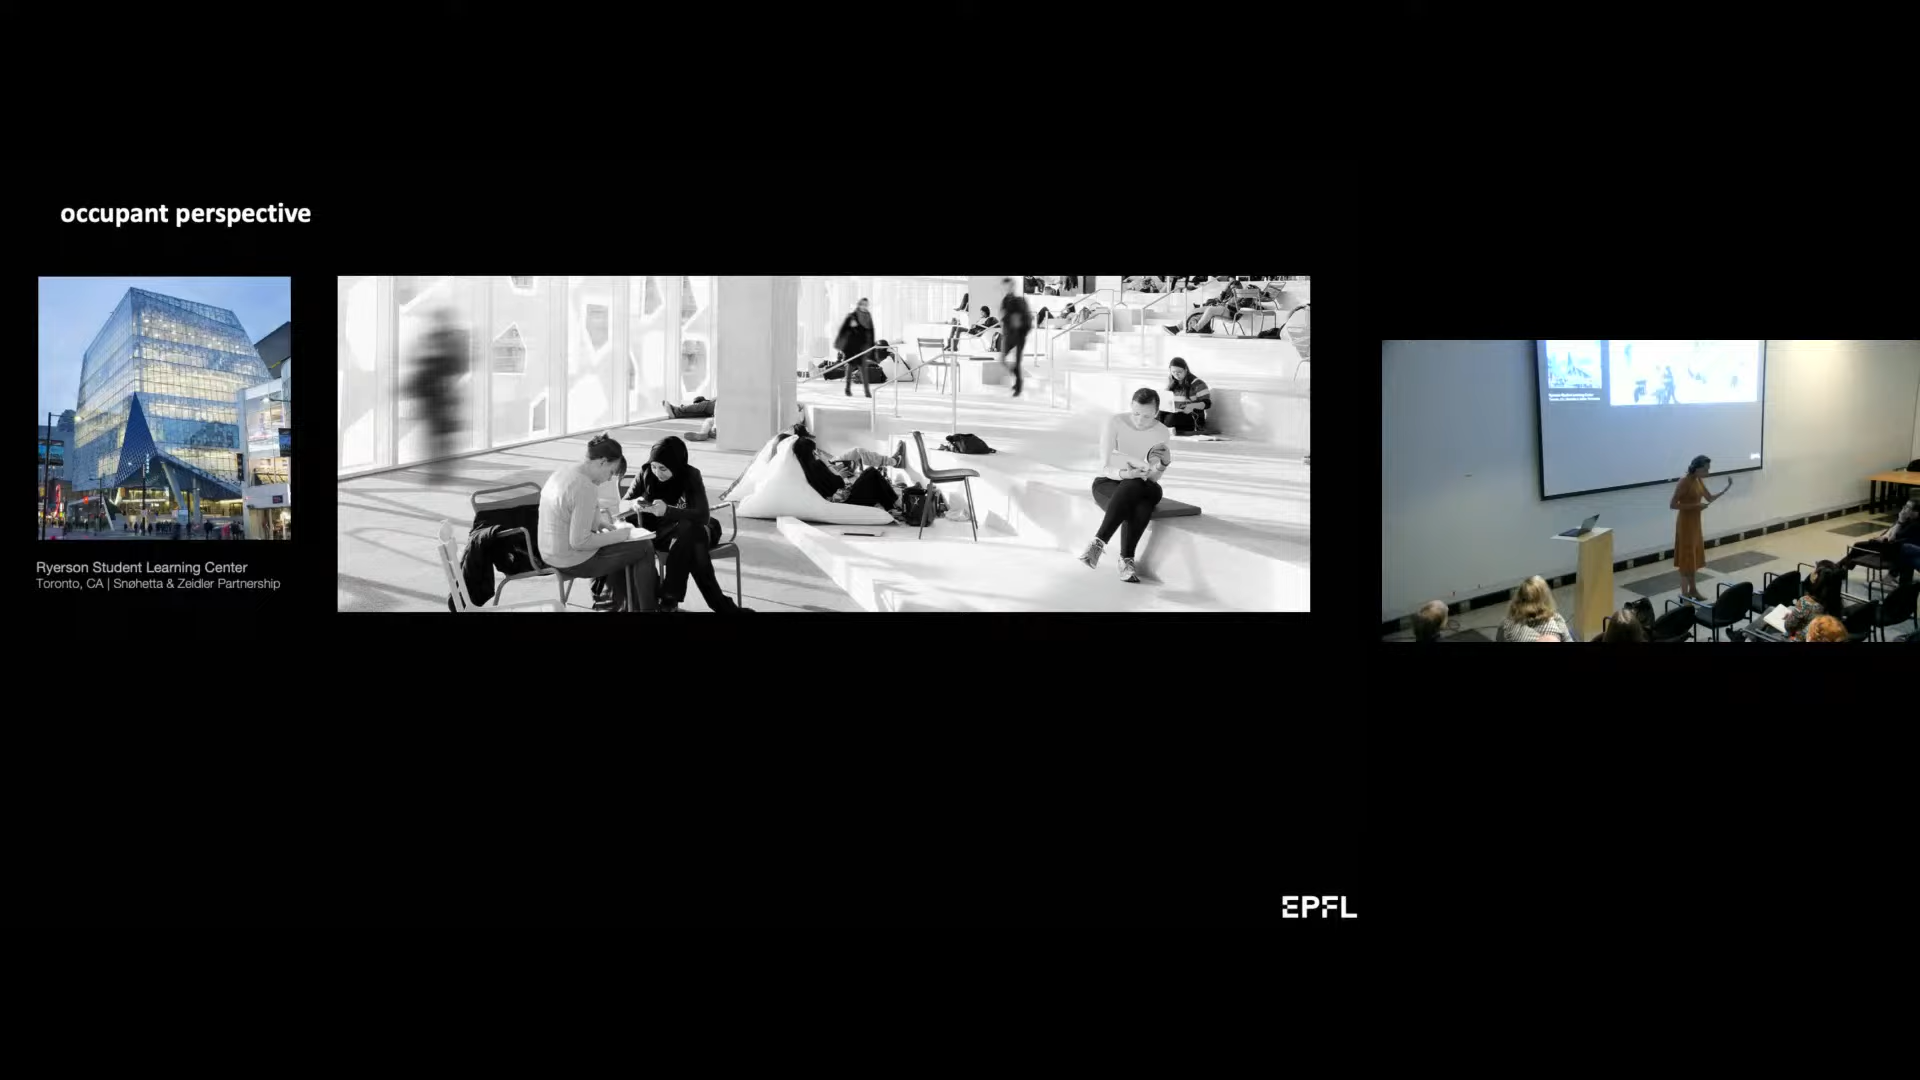 occupant perspective
Ryerson Student Learning Center
Toronto, CA | Snøhetta & Zeidler Partnership
EPFL